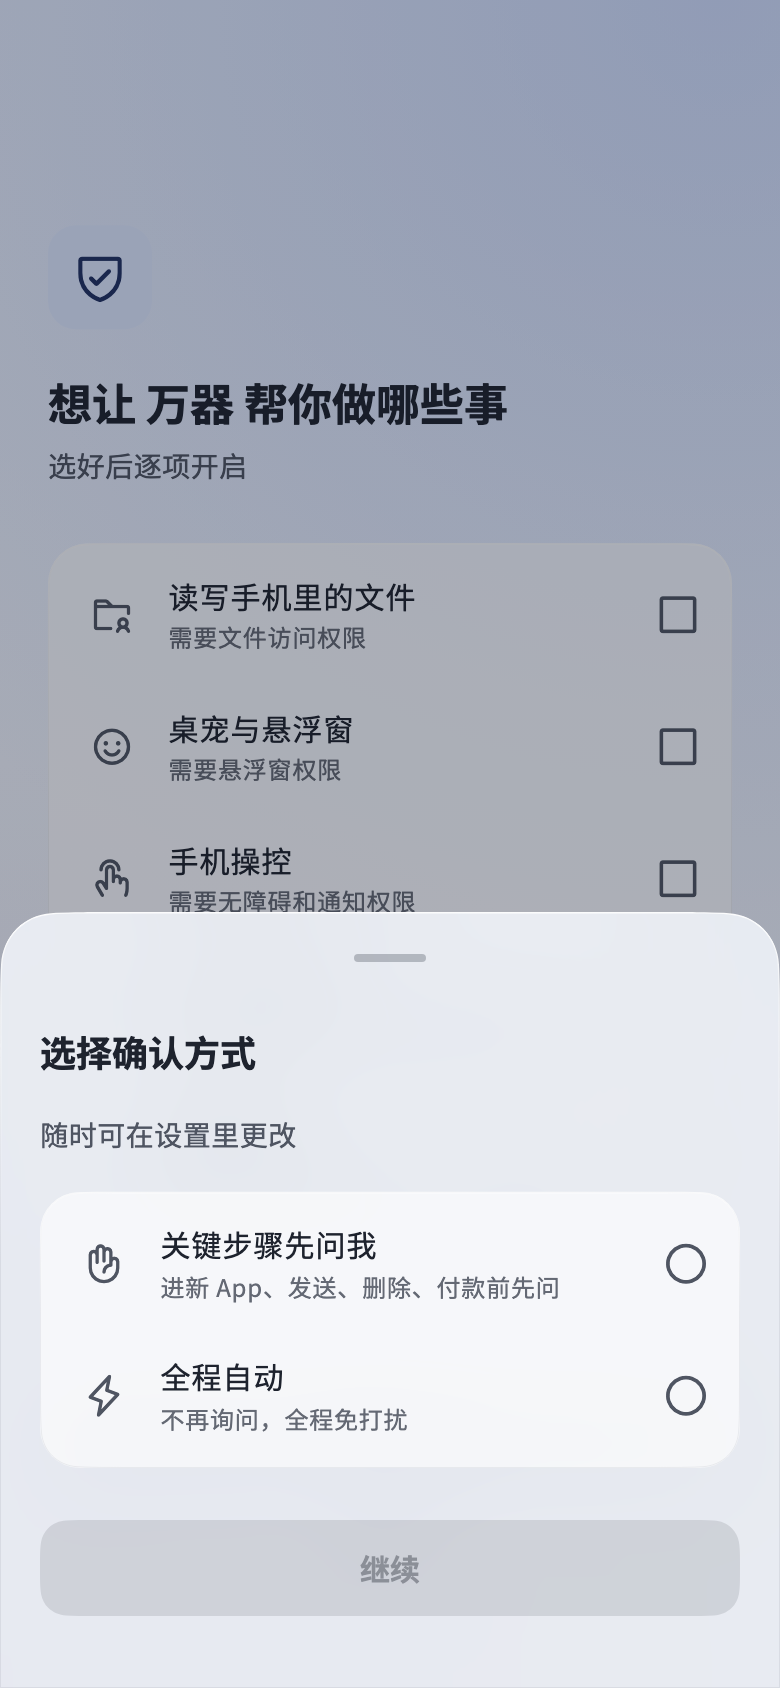 想让 万器 帮你做哪些事
选好后逐项开启
读写手机里的文件
需要文件访问权限
桌宠与悬浮窗
需要悬浮窗权限
手机操控
需要无障碍和通知权限
选择确认方式
随时可在设置里更改
关键步骤先问我
进新 App、发送、删除、付款前先问
全程自动
不再询问，全程免打扰
继续